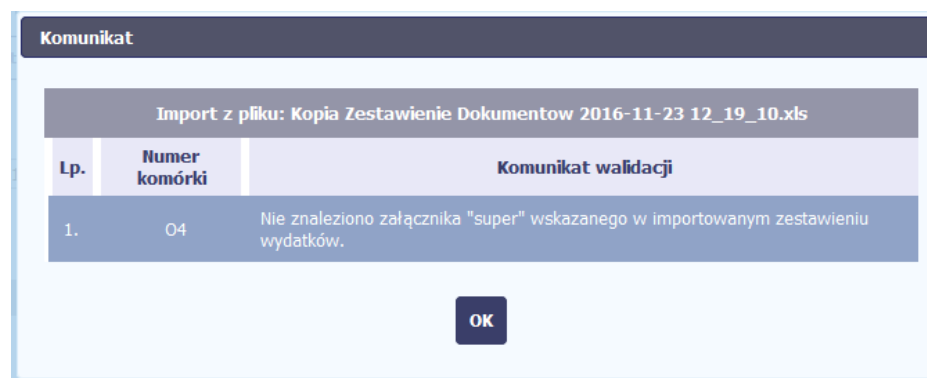 Komunikat
Import z pliku: Kopia Zestawienie Dokumentow 2016-11-23 12_19_10.xls
Lp.
Numer
komórki
Komunikat walidacji
1.
O4
Nie znaleziono załącznika "super" wskazanego w importowanym zestawieniu
wydatków.
OK